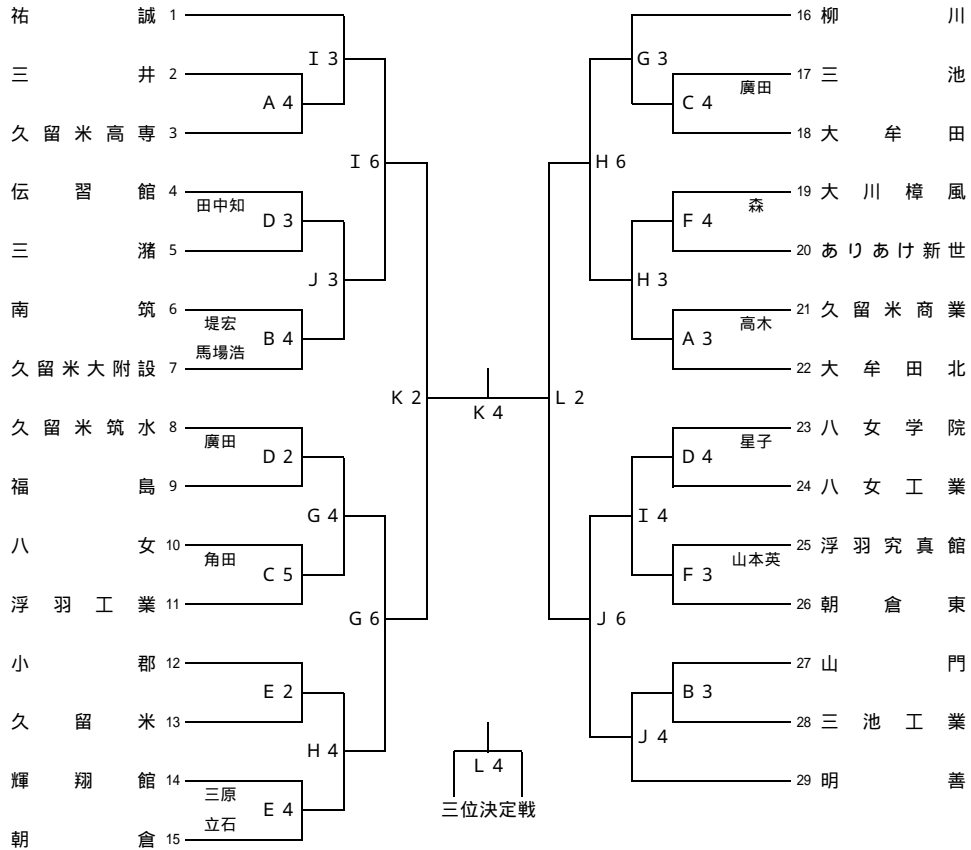 祐誠 1
I 3
三井 2
A 4
久留米高専 3
I 6
伝習館 4
田中知
D 3
三潴 5
J 3
南筑 6
堤宏
B 4
馬場浩
久留米大附設 7
K 2
久留米筑水 8
廣田
D 2
福島 9
G 4
八女 10
角田
C 5
浮羽工業 11
G 6
小郡 12
E 2
久留米 13
H 4
輝翔館 14
三原
E 4
立石
朝倉 15
K 4
L 4
三位決定戦
16 柳川
G 3
17 三池
廣田
C 4
18 大牟田
H 6
19 大川樟風
森
F 4
20 ありあけ新世
H 3
21 久留米商業
高木
A 3
22 大牟田北
L 2
23 八女学院
星子
D 4
24 八女工業
I 4
25 浮羽究真館
山本英
F 3
26 朝倉東
J 6
27 山門
B 3
28 三池工業
J 4
29 明善